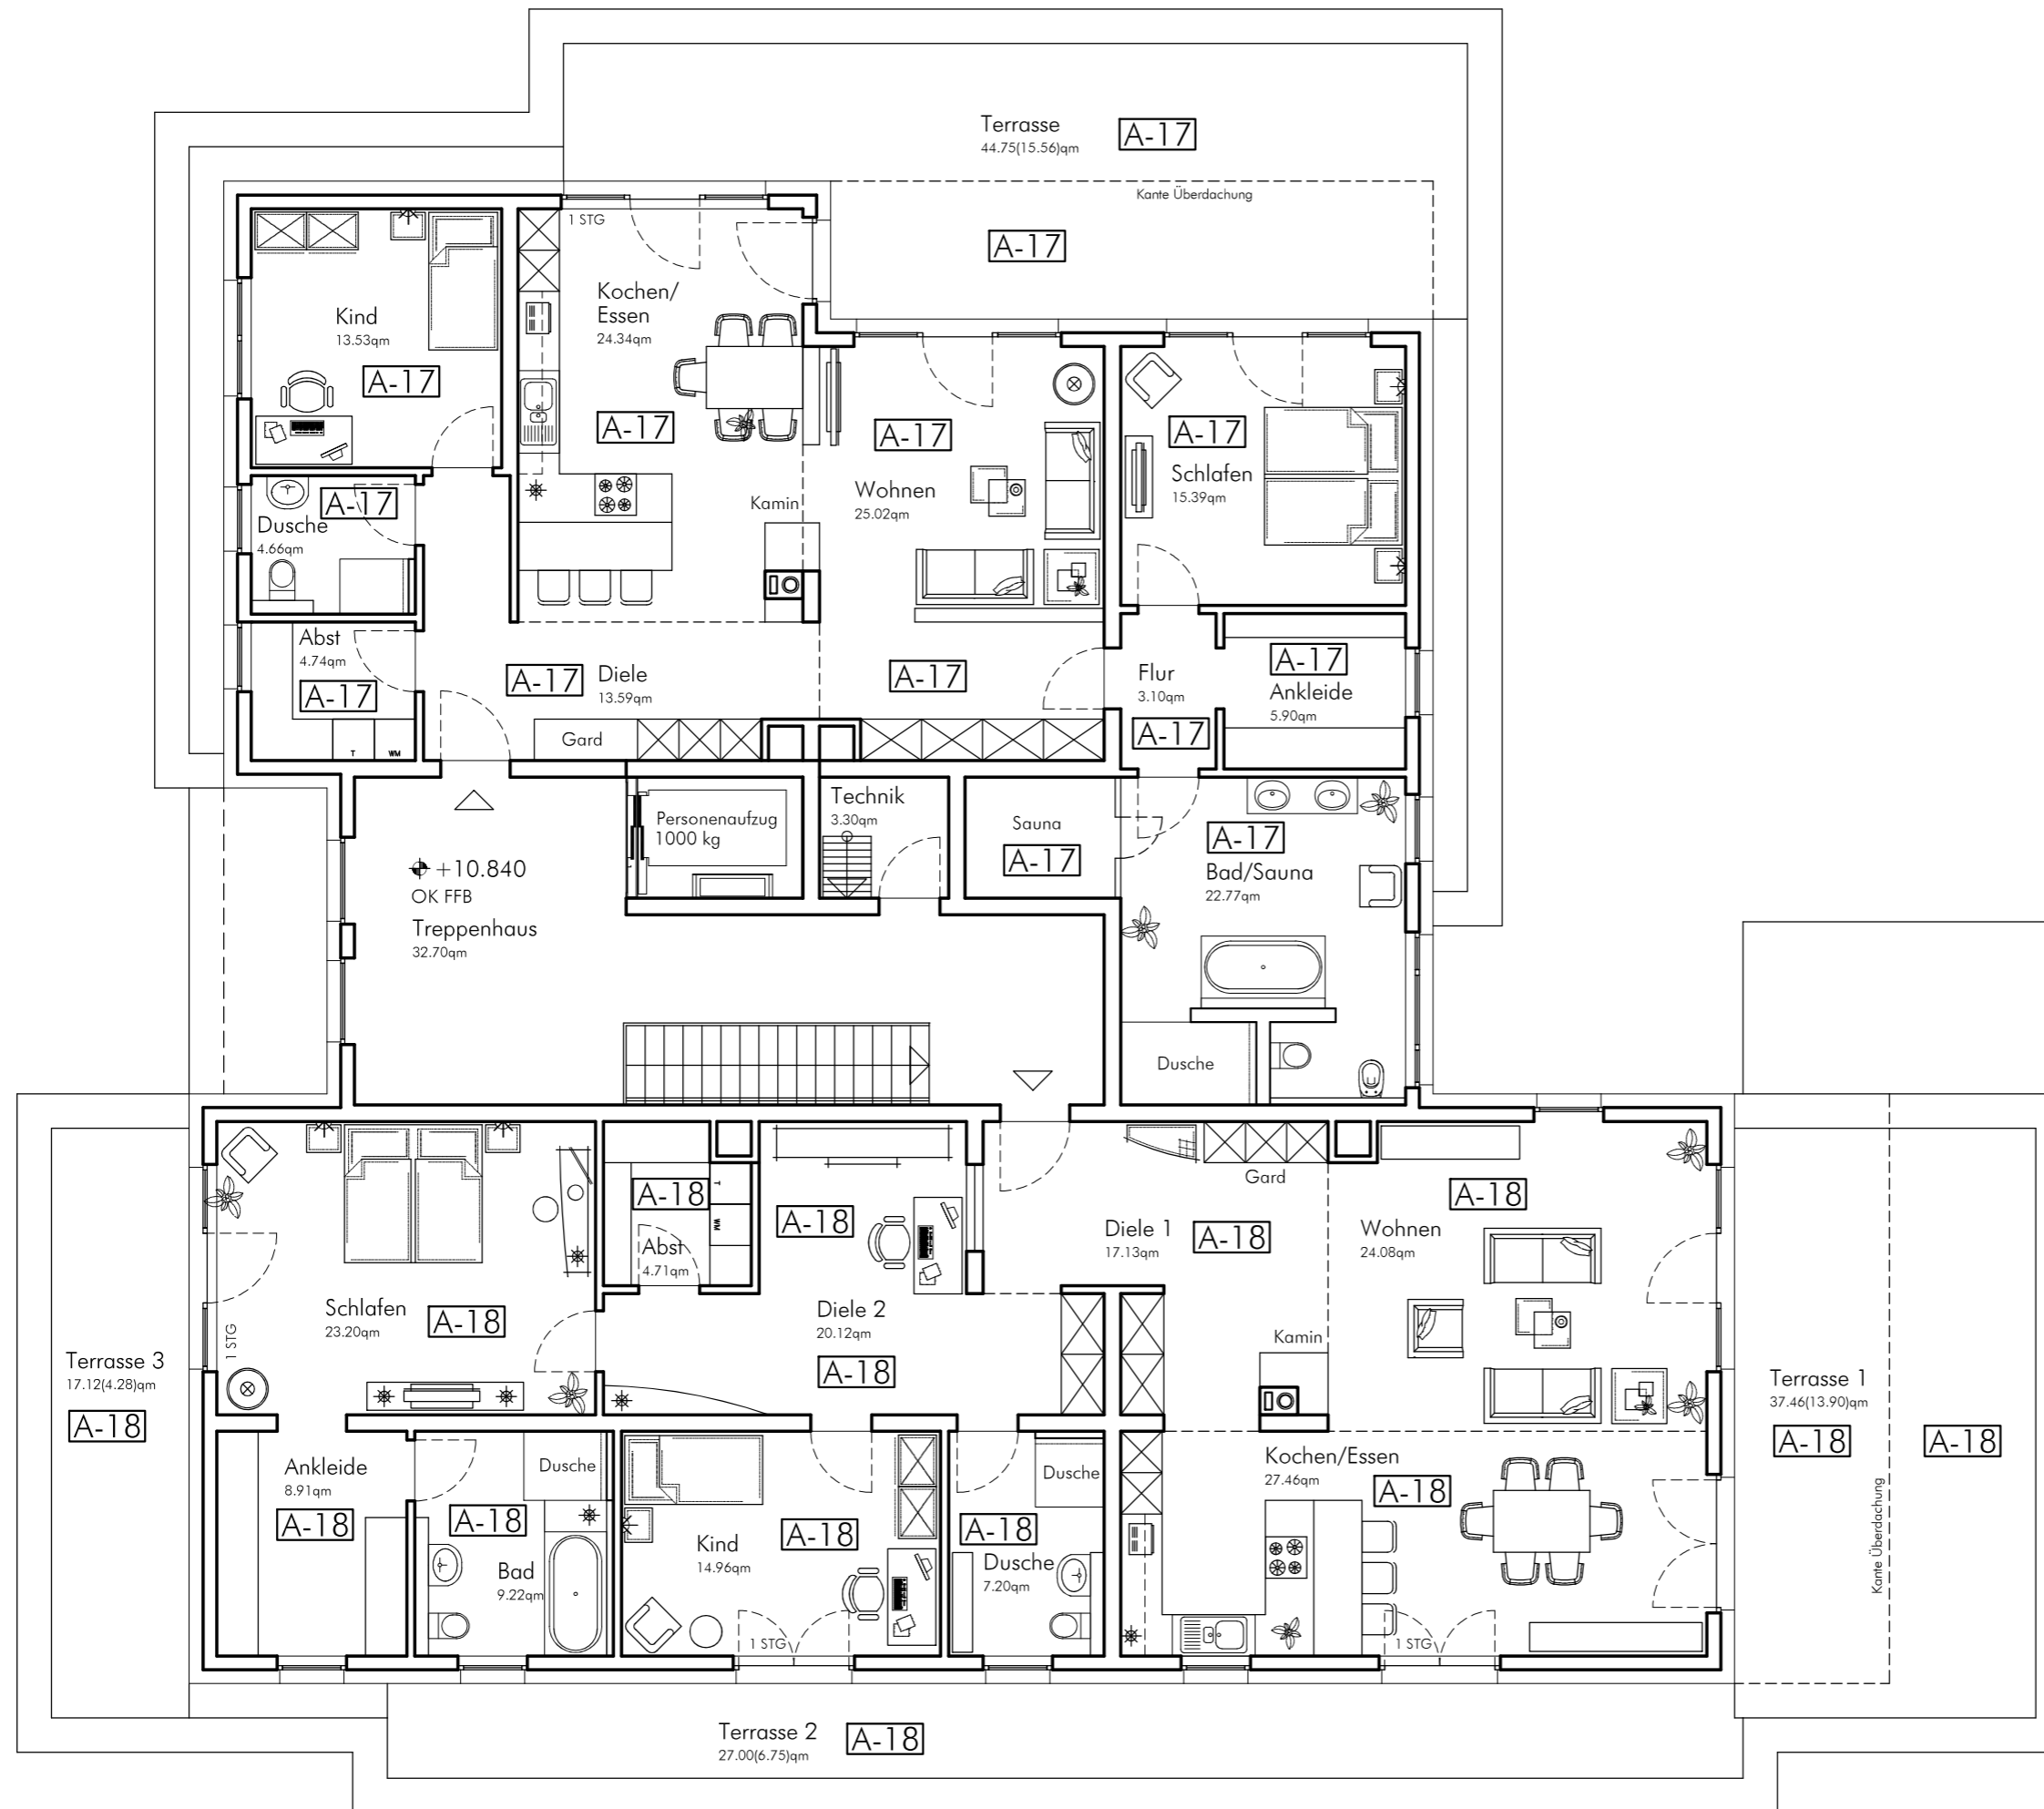 Terrasse
44.75(15.56)qm
A-17
Kante Überdachung
A-17
1 STG
Kochen/
Essen
24.34qm
A-17
Kind
13.53qm
A-17
A-17
Wohnen
25.02qm
A-17
Schlafen
15.39qm
Kamin
A-17
Dusche
4.66qm
Abst
4.74qm
A-17
T
WM
A-17
Diele
13.59qm
Gard
A-17
Flur
3.10qm
A-17
A-17
Ankleide
5.90qm
Personenaufzug
1000 kg
Technik
3.30qm
Sauna
A-17
A-17
Bad/Sauna
22.77qm
+10.840
OK FFB
Treppenhaus
32.70qm
Dusche
A-18
T
WM
Abst
4.71qm
A-18
Diele 1
17.13qm
A-18
Gard
A-18
Wohnen
24.08qm
Schlafen
23.20qm
A-18
1 STG
Diele 2
20.12qm
A-18
Kamin
Terrasse 3
17.12(4.28)qm
A-18
Terrasse 1
37.46(13.90)qm
A-18
A-18
Kante Überdachung
Ankleide
8.91qm
A-18
Dusche
A-18
Bad
9.22qm
Kind
14.96qm
A-18
1 STG
Dusche
A-18
Dusche
7.20qm
Kochen/Essen
27.46qm
A-18
1 STG
Terrasse 2
27.00(6.75)qm
A-18